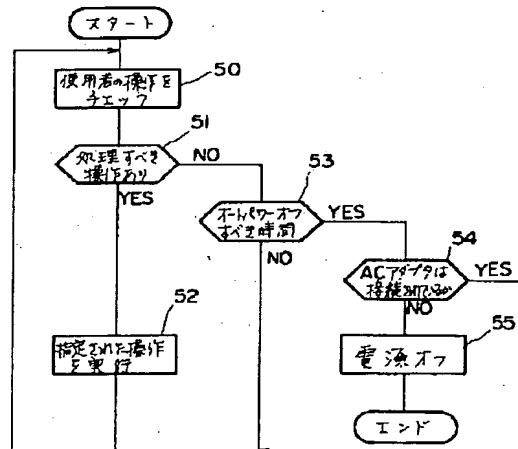 スタート
50
使用者の操作を
チェック
51
処理すべき
操作あり
NO
YES
53
オートパワーオフ
すべき時間
YES
NO
54
ACアダプタは
接続されているか
YES
NO
52
指定された操作
を実行
55
電源オフ
エンド